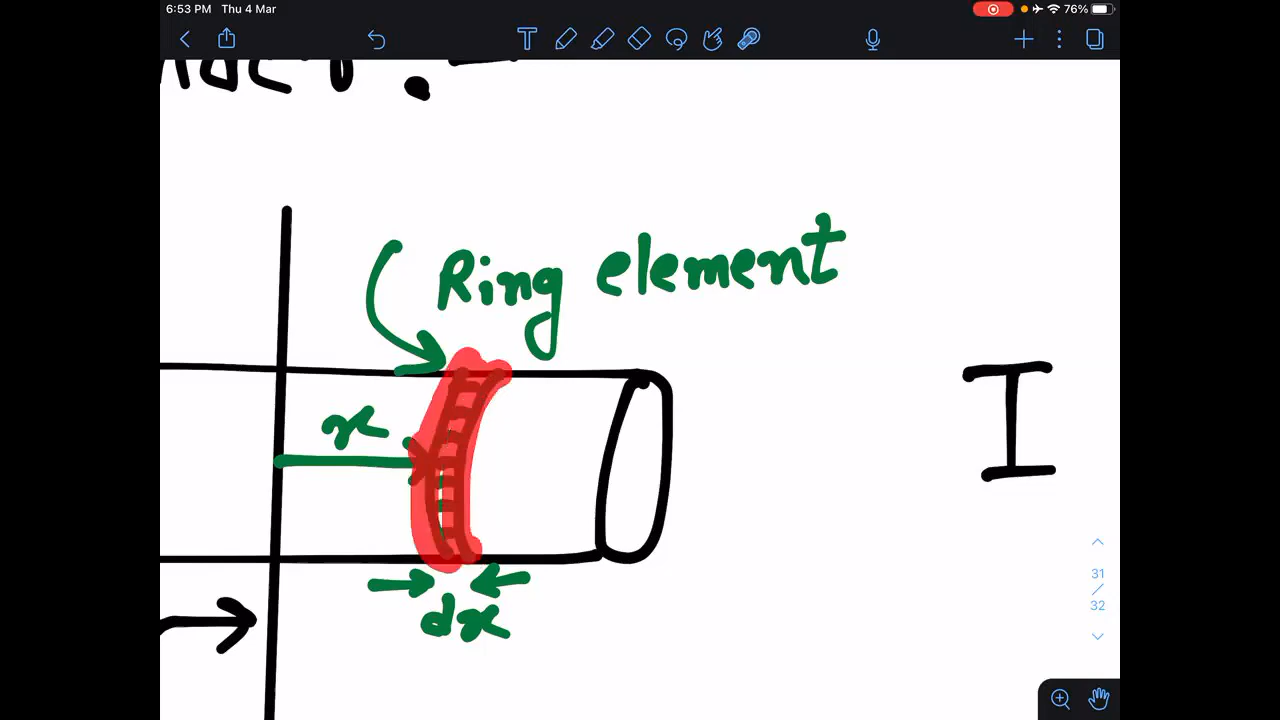 6:53 PM Thu 4 Mar
76%
T
Ring element
x
I
dx
31
/
32